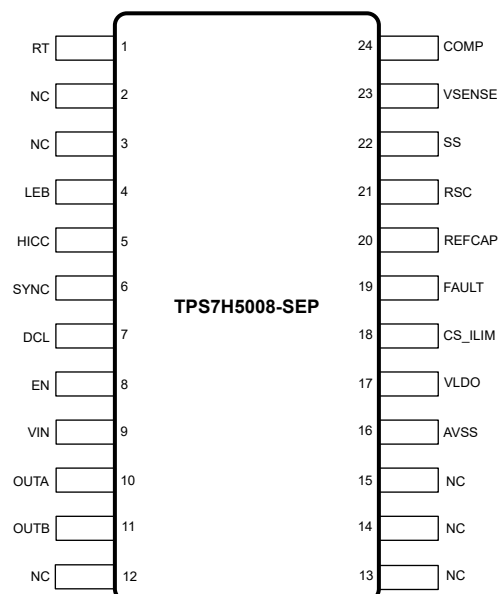 RT 1 24 COMP
NC 2 23 VSENSE
NC 3 22 SS
LEB 4 21 RSC
HICC 5 20 REFCAP
SYNC 6 19 FAULT
TPS7H5008-SEP
DCL 7 18 CS_ILIM
EN 8 17 VLDO
VIN 9 16 AVSS
OUTA 10 15 NC
OUTB 11 14 NC
NC 12 13 NC